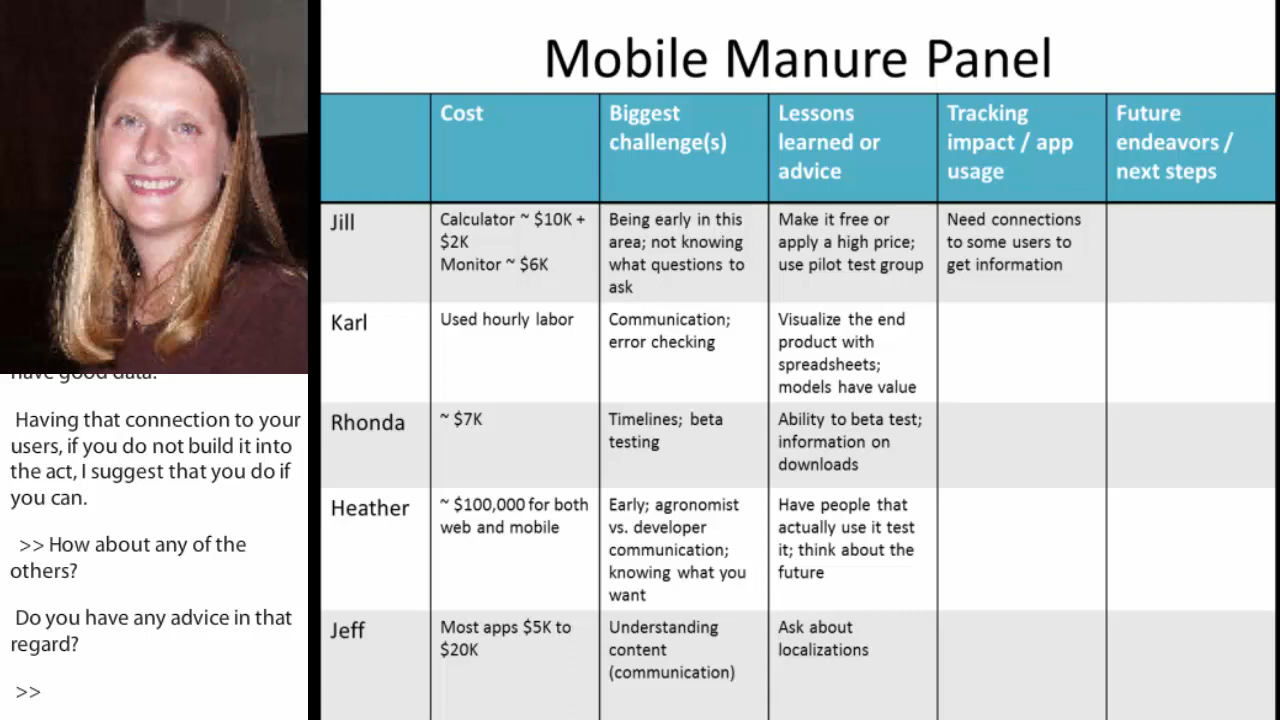 Mobile Manure Panel
Cost
Biggest
challenge(s)
Lessons
learned or
advice
Tracking
impact / app
usage
Future
endeavors /
next steps
Jill
Calculator ~ $10K +
$2K
Monitor ~ $6K
Being early in this
area; not knowing
what questions to
ask
Make it free or
apply a high price;
use pilot test group
Need connections
to some users to
get information
Karl
Used hourly labor
Communication;
error checking
Visualize the end
product with
spreadsheets;
models have value
Rhonda
~ $7K
Timelines; beta
testing
Ability to beta test;
information on
downloads
Heather
~ $100,000 for both
web and mobile
Early; agronomist
vs. developer
communication;
knowing what you
want
Have people that
actually use it test
it; think about the
future
Jeff
Most apps $5K to
$20K
Understanding
content
(communication)
Ask about
localizations
have good data.
Having that connection to your
users, if you do not build it into
the act, I suggest that you do if
you can.
>> How about any of the
others?
Do you have any advice in that
regard?
>>